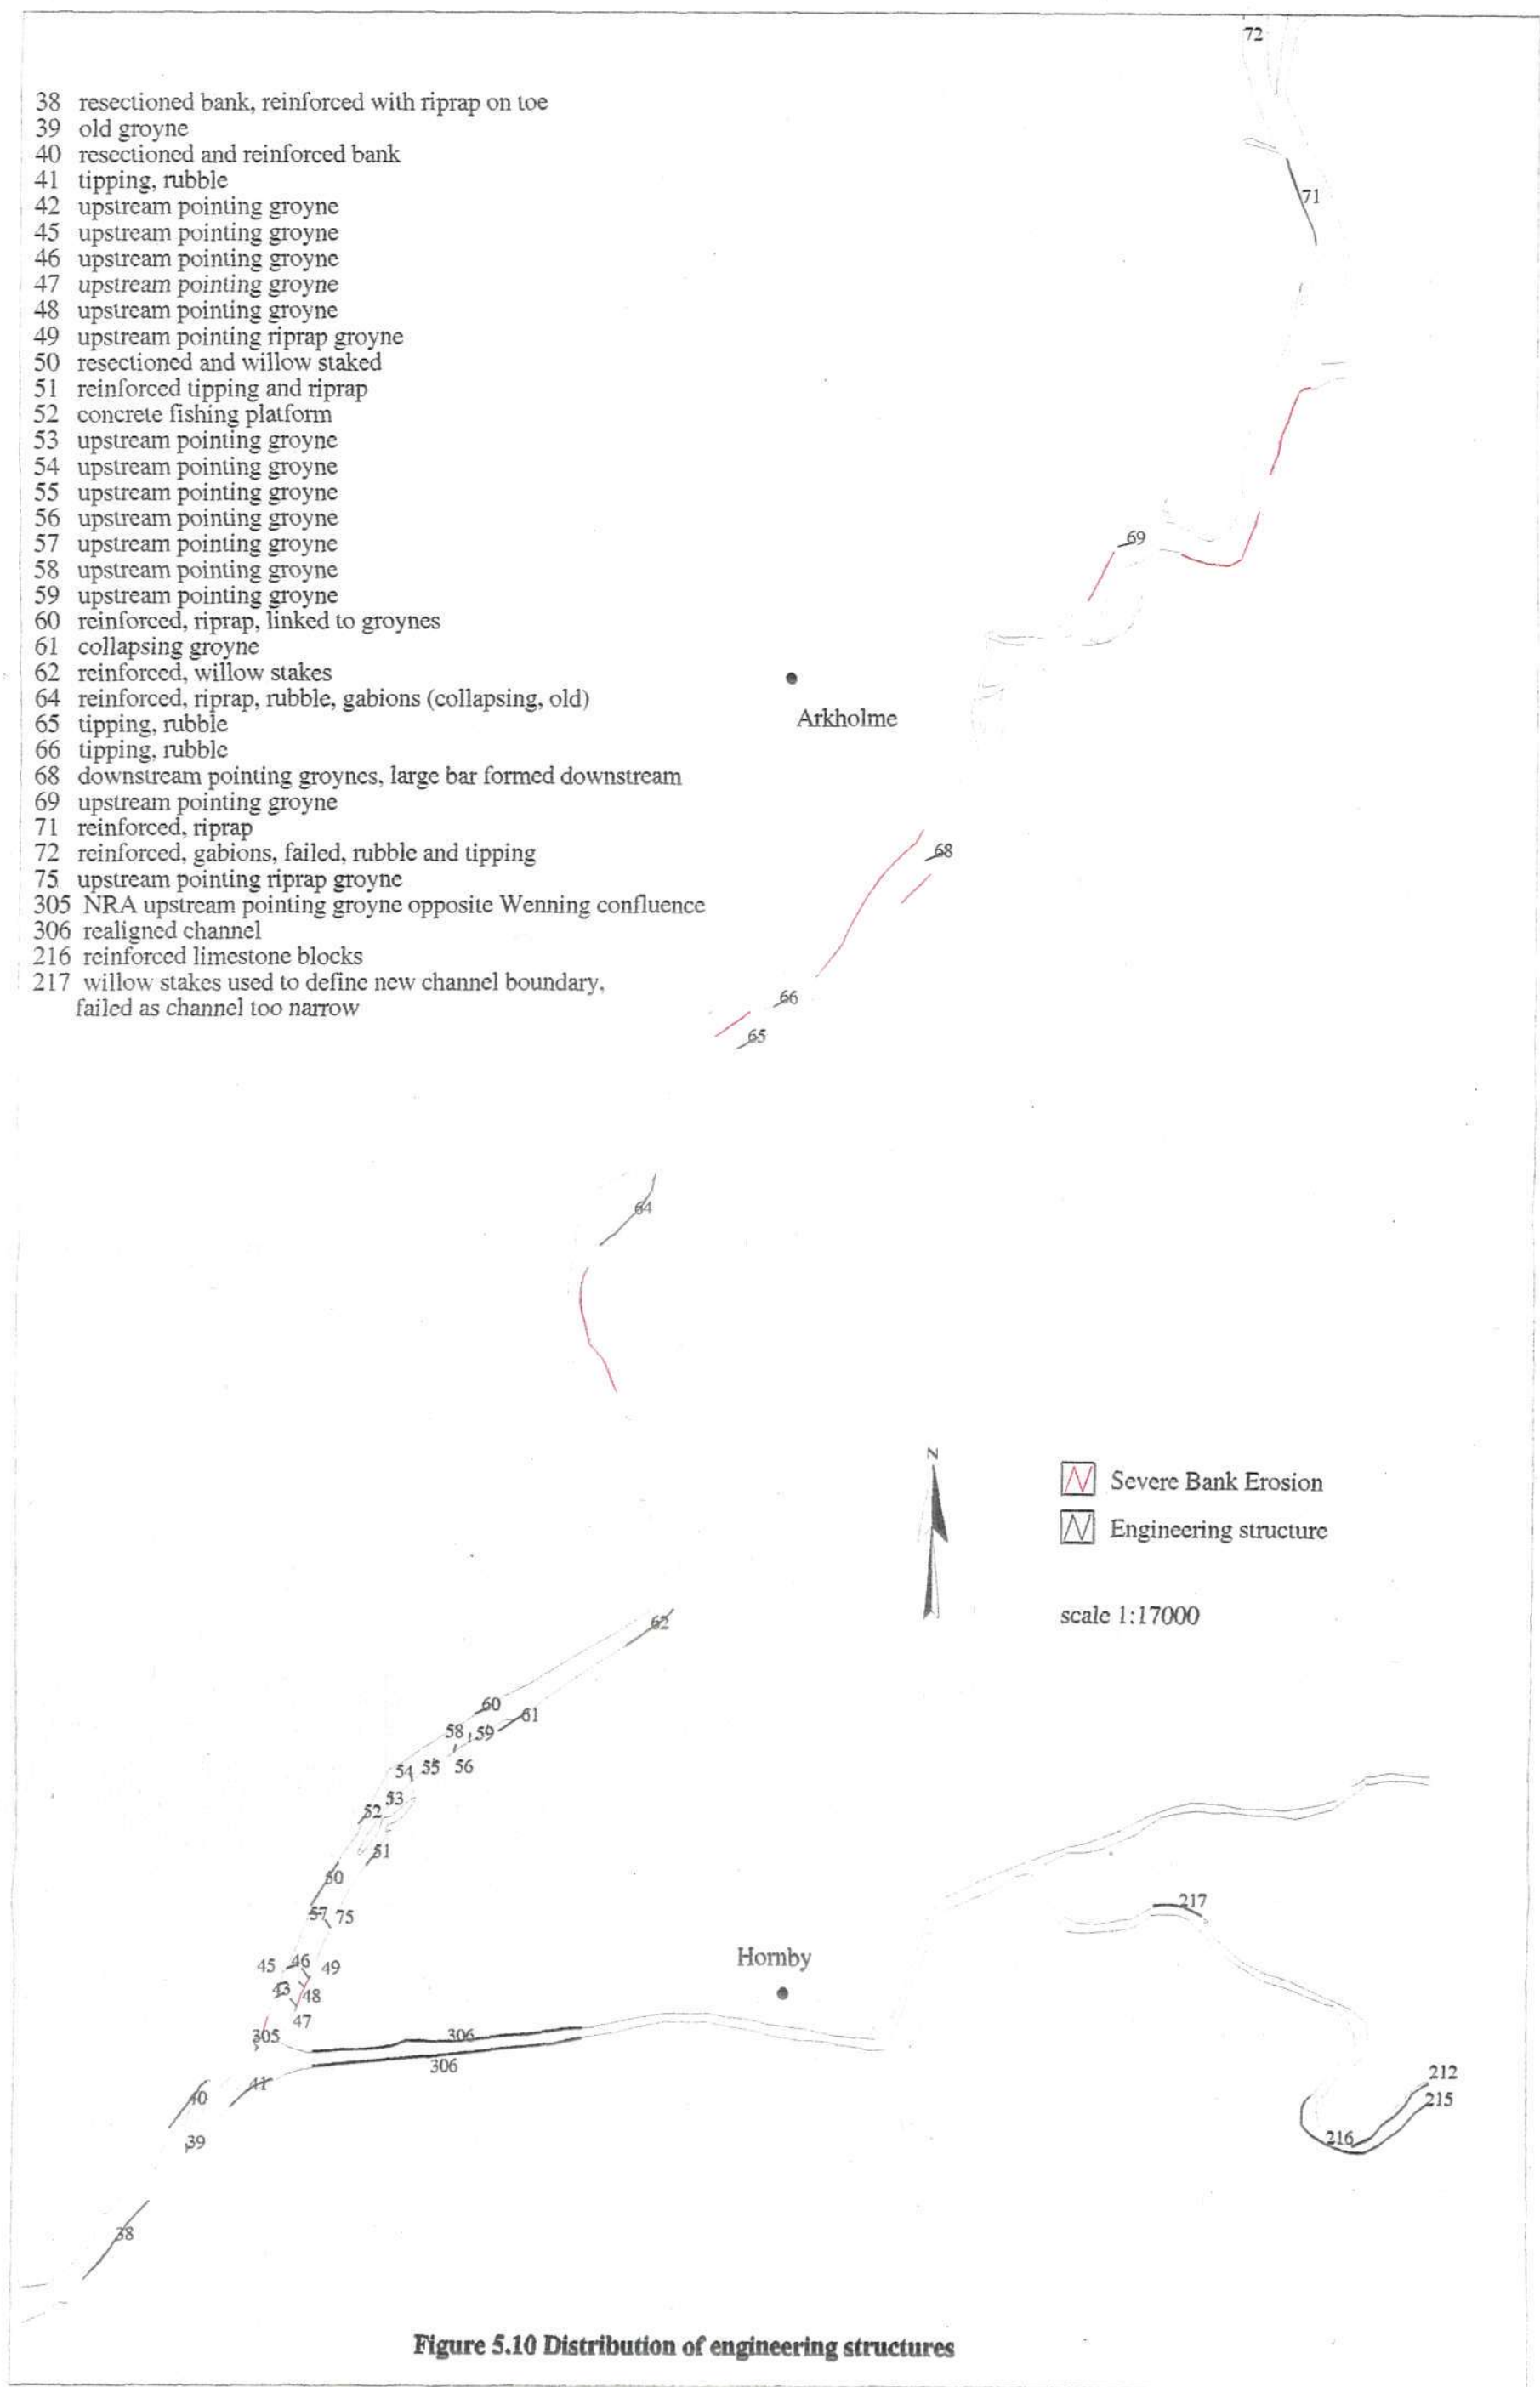 72
38 resectioned bank, reinforced with riprap on toe
39 old groyne
40 resectioned and reinforced bank
41 tipping, rubble
42 upstream pointing groyne
45 upstream pointing groyne
46 upstream pointing groyne
47 upstream pointing groyne
48 upstream pointing groyne
49 upstream pointing riprap groyne
50 resectioned and willow staked
51 reinforced tipping and riprap
52 concrete fishing platform
53 upstream pointing groyne
54 upstream pointing groyne
55 upstream pointing groyne
56 upstream pointing groyne
57 upstream pointing groyne
58 upstream pointing groyne
59 upstream pointing groyne
60 reinforced, riprap, linked to groynes
61 collapsing groyne
62 reinforced, willow stakes
64 reinforced, riprap, rubble, gabions (collapsing, old)
65 tipping, rubble
66 tipping, rubble
68 downstream pointing groynes, large bar formed downstream
69 upstream pointing groyne
71 reinforced, riprap
72 reinforced, gabions, failed, rubble and tipping
75 upstream pointing riprap groyne
305 NRA upstream pointing groyne opposite Wenning confluence
306 realigned channel
216 reinforced limestone blocks
217 willow stakes used to define new channel boundary,
failed as channel too narrow
71
69
Arkholme
68
66
65
64
N
Severe Bank Erosion
Engineering structure
scale 1:17000
62
60
61
58 59
54 55 56
53
52
51
50
57 75
217
45 46 49
43 48
47
Hornby
305
306
306
41
40
39
212
215
216
38
Figure 5.10 Distribution of engineering structures